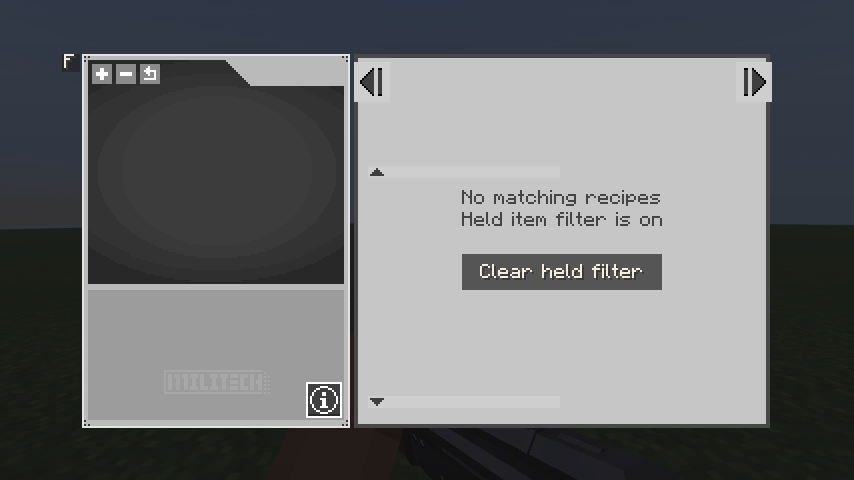 F
No matching recipes
Held item filter is on
Clear held filter
MILITECH